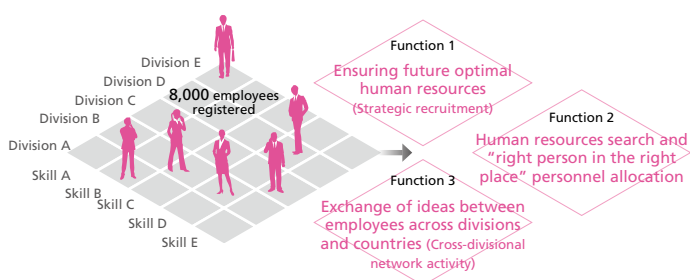 Division E
Division D
Division C
Division B
Division A
8,000 employees
registered
Skill A
Skill B
Skill C
Skill D
Skill E
Function 1
Ensuring future optimal
human resources
(Strategic recruitment)
Function 2
Human resources search and
“right person in the right
place” personnel allocation
Function 3
Exchange of ideas between
employees across divisions
and countries (Cross-divisional
network activity)